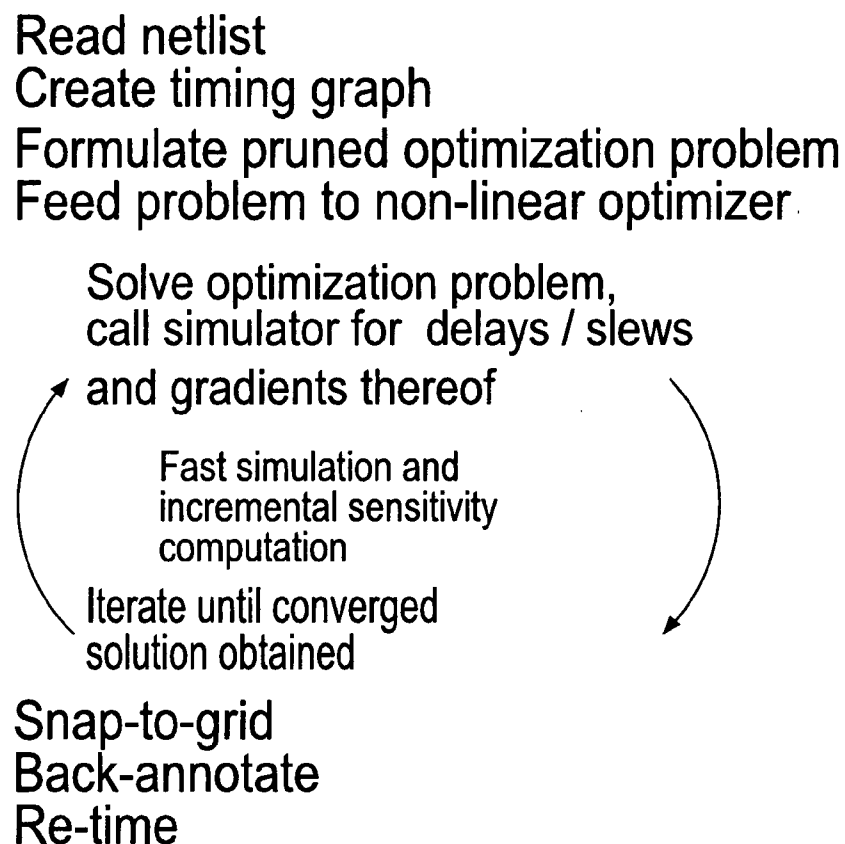 Read netlist
Create timing graph
Formulate pruned optimization problem
Feed problem to non-linear optimizer
Solve optimization problem,
call simulator for delays / slews
and gradients thereof
Fast simulation and
incremental sensitivity
computation
Iterate until converged
solution obtained
Snap-to-grid
Back-annotate
Re-time